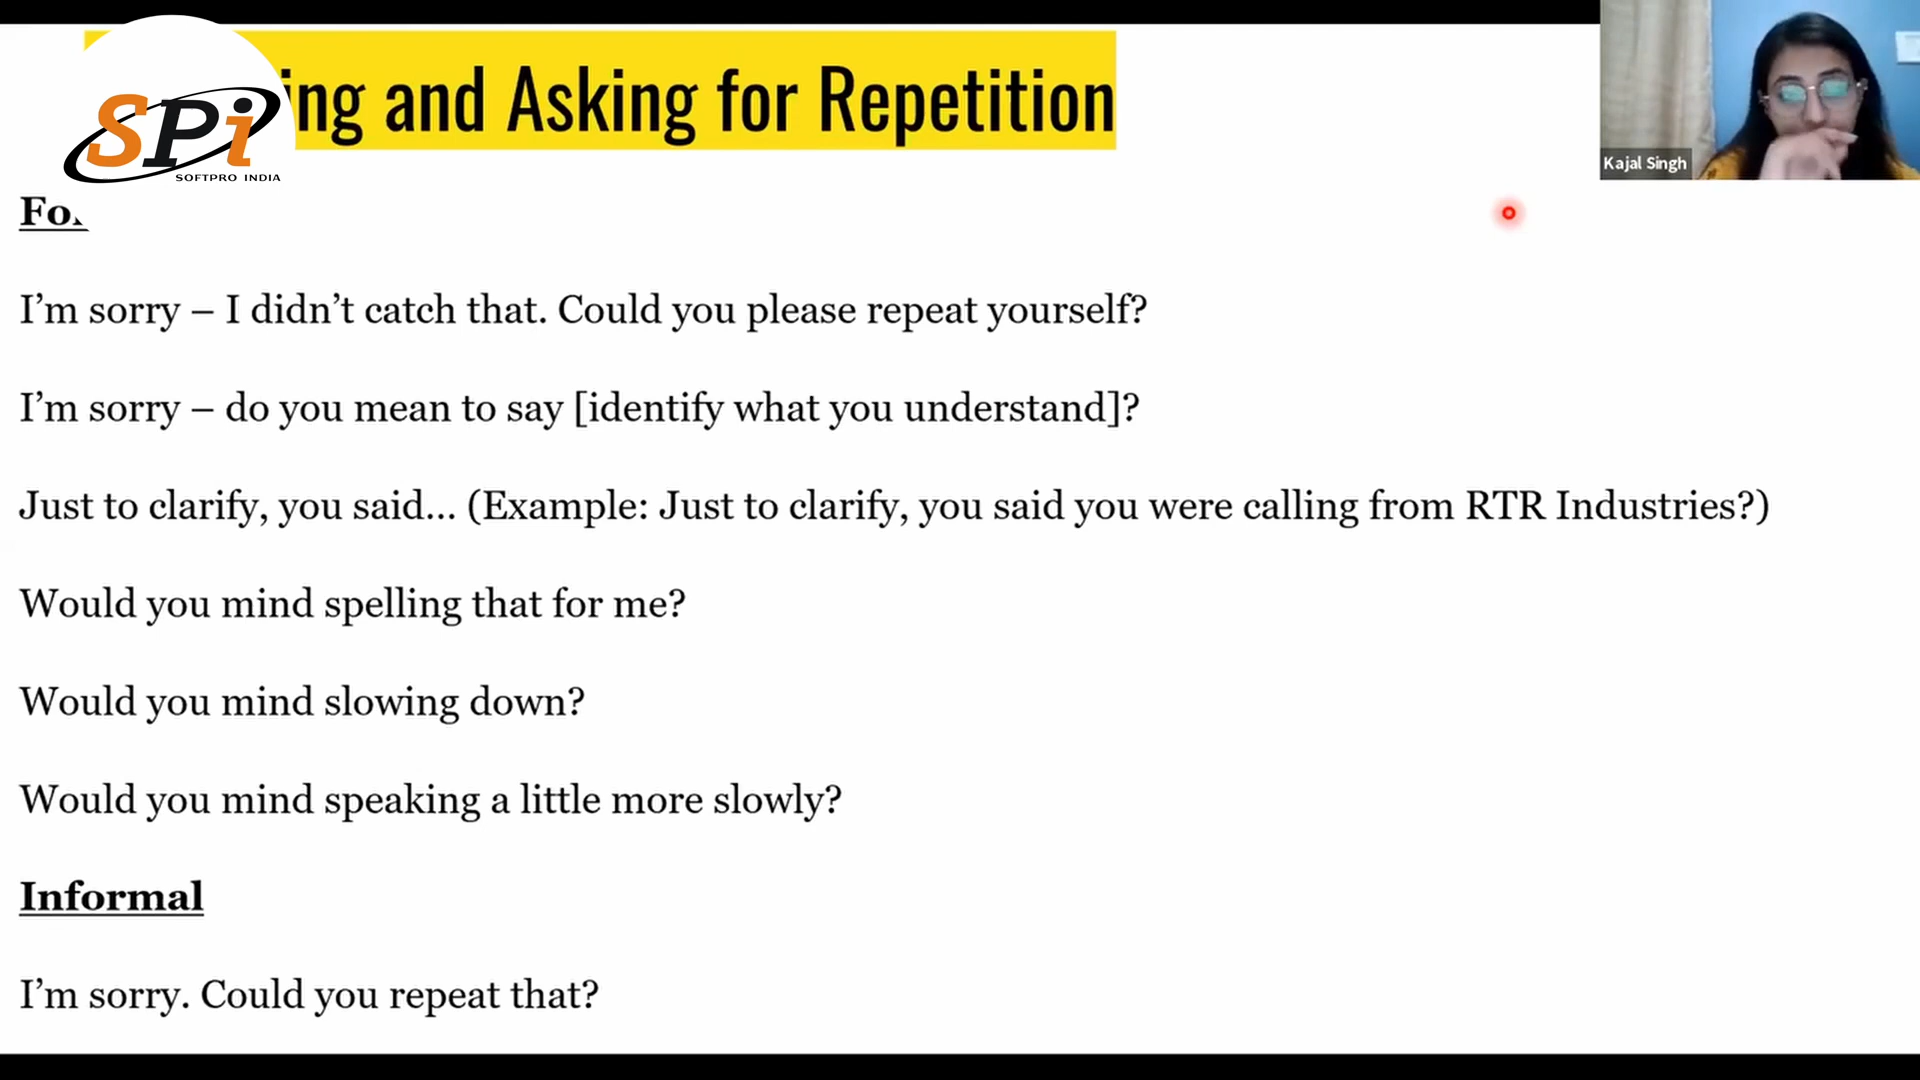 and Asking for Repetition
SPi
SOFTPRO INDIA
Kajal Singh
I’m sorry – I didn’t catch that. Could you please repeat yourself?
I’m sorry – do you mean to say [identify what you understand]?
Just to clarify, you said... (Example: Just to clarify, you said you were calling from RTR Industries?)
Would you mind spelling that for me?
Would you mind slowing down?
Would you mind speaking a little more slowly?
Informal
I’m sorry. Could you repeat that?